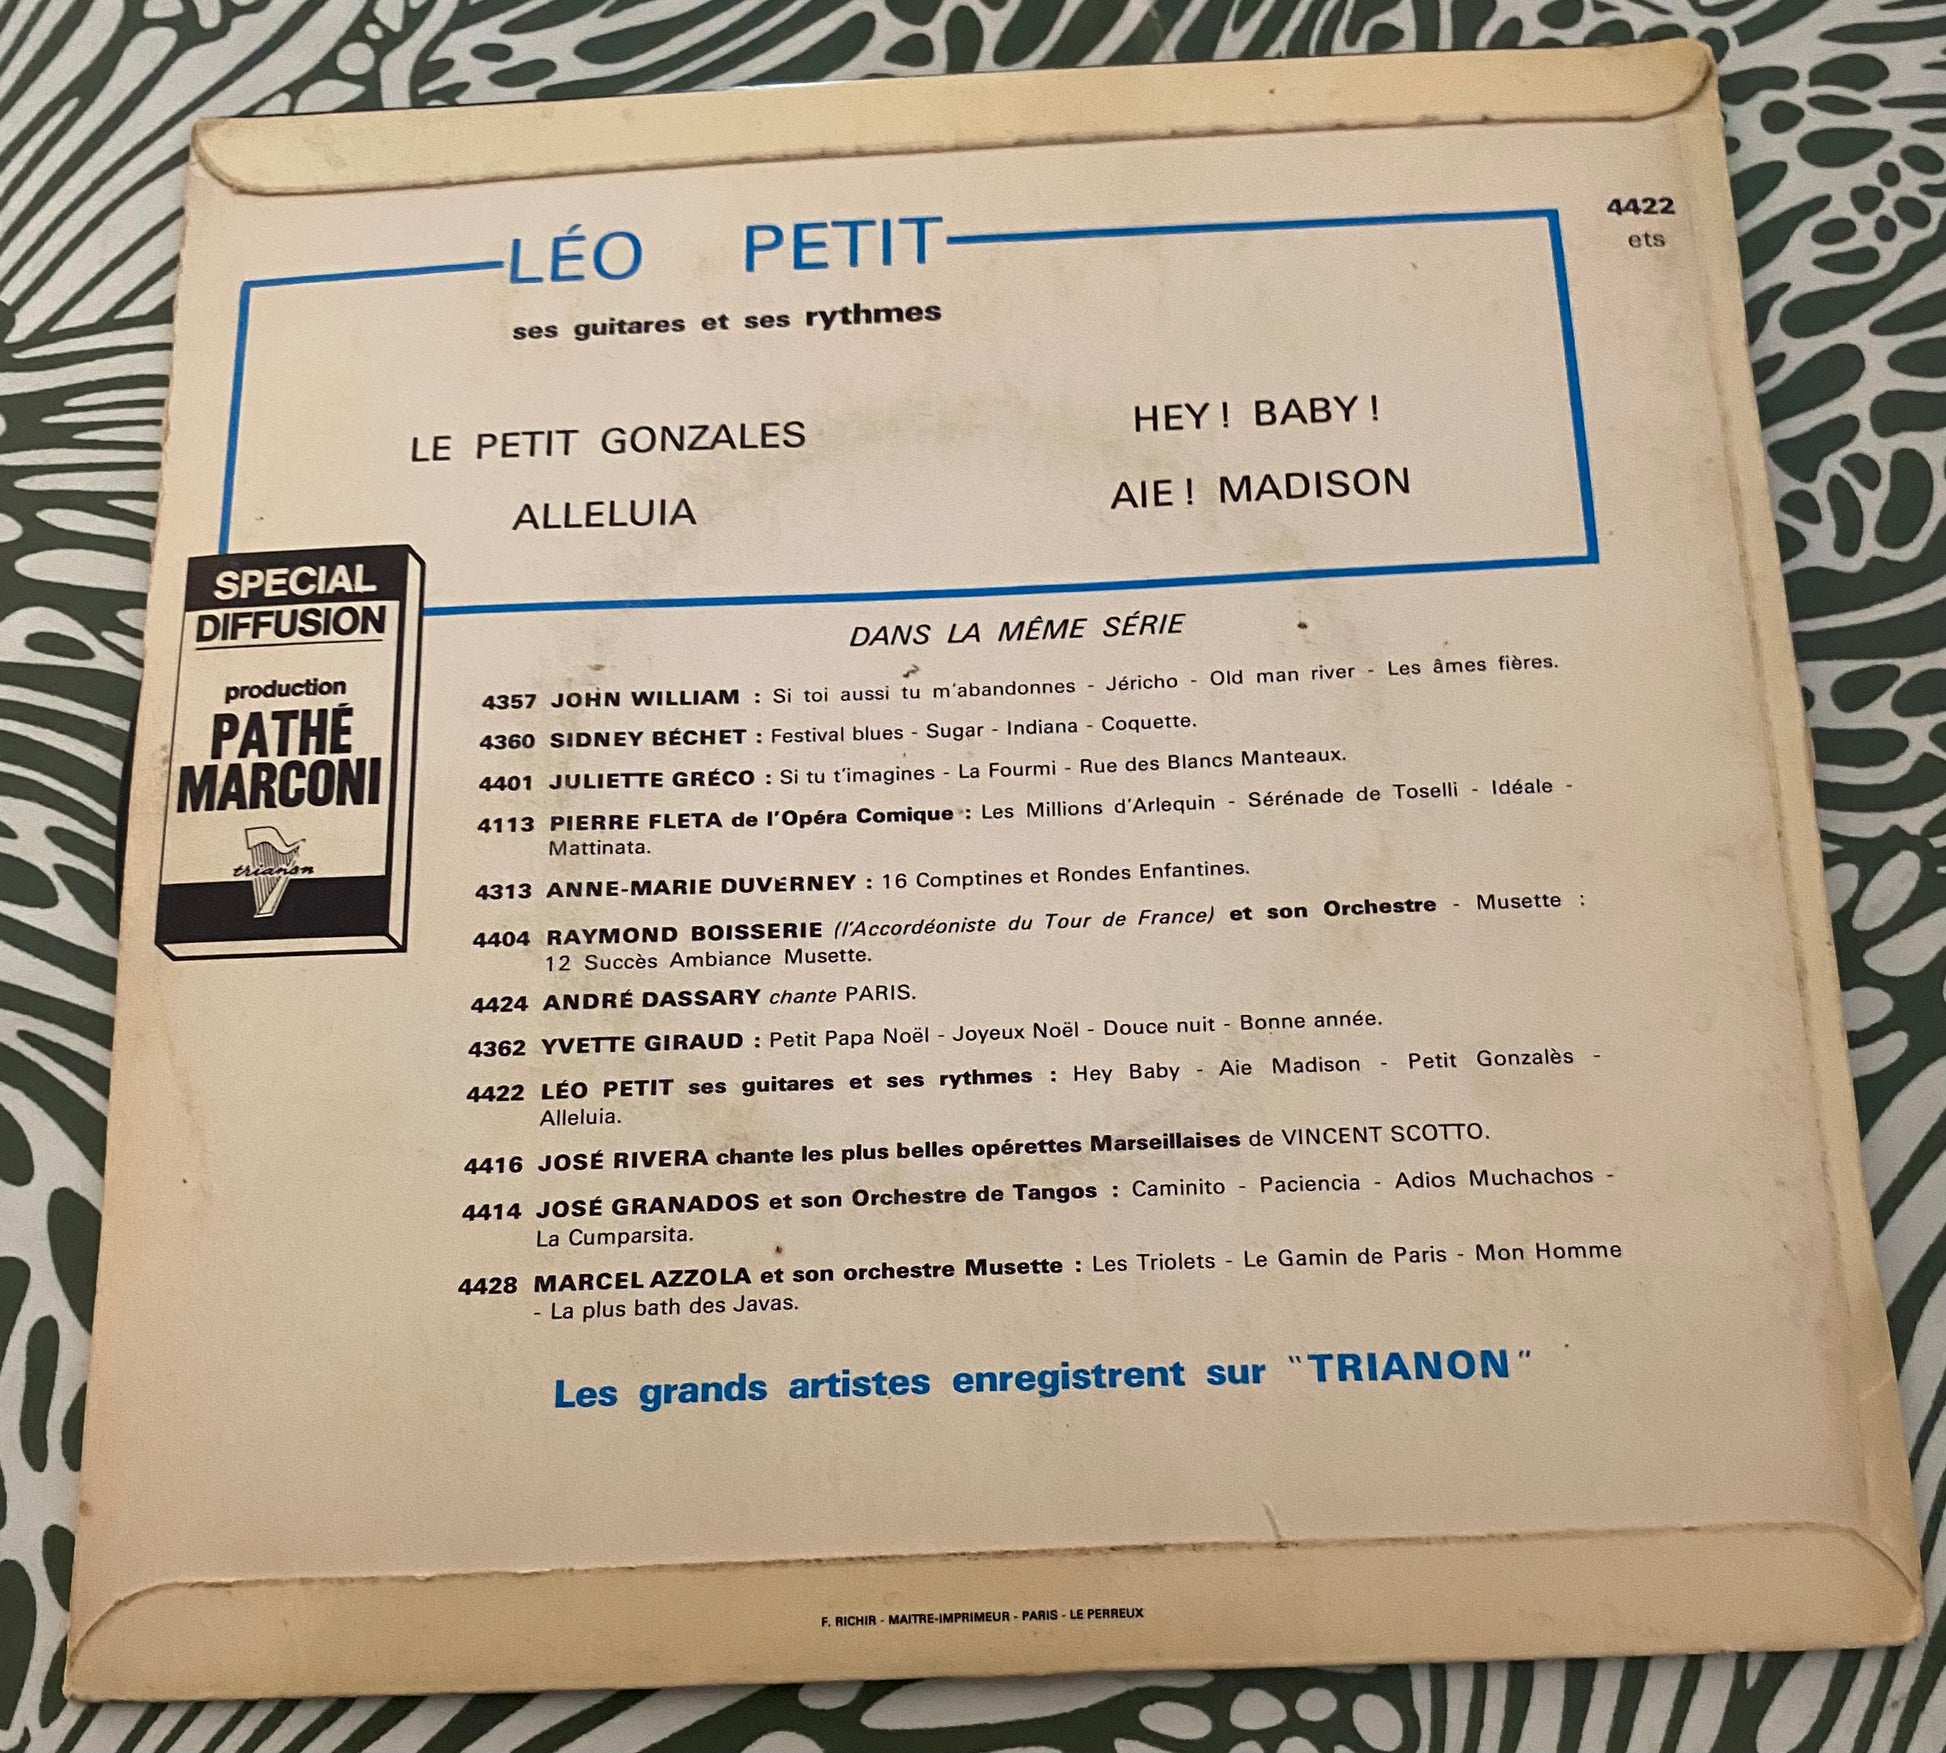 4422
ets
LÉO PETIT
ses guitares et ses rythmes
LE PETIT GONZALES
ALLELUIA
HEY ! BABY !
AIE ! MADISON
SPECIAL
DIFFUSION
production
PATHÉ
MARCONI
trianon
DANS LA MÊME SÉRIE
4357 JOHN WILLIAM : Si toi aussi tu m'abandonnes - Jéricho - Old man river - Les âmes fières.
4360 SIDNEY BÉCHET : Festival blues - Sugar - Indiana - Coquette.
4401 JULIETTE GRÉCO : Si tu t'imagines - La Fourmi - Rue des Blancs Manteaux.
4113 PIERRE FLETA de l'Opéra Comique : Les Millions d'Arlequin - Sérénade de Toselli - Idéale -
Mattinata.
4313 ANNE-MARIE DUVERNEY : 16 Comptines et Rondes Enfantines.
4404 RAYMOND BOISSERIE (l'Accordéoniste du Tour de France) et son Orchestre - Musette :
12 Succès Ambiance Musette.
4424 ANDRÉ DASSARY chante PARIS.
4362 YVETTE GIRAUD : Petit Papa Noël - Joyeux Noël - Douce nuit - Bonne année.
4422 LÉO PETIT ses guitares et ses rythmes : Hey Baby - Aie Madison - Petit Gonzalès -
Alleluia.
4416 JOSÉ RIVERA chante les plus belles opérettes Marseillaises de VINCENT SCOTTO.
4414 JOSÉ GRANADOS et son Orchestre de Tangos : Caminito - Paciencia - Adios Muchachos -
La Cumparsita.
4428 MARCEL AZZOLA et son orchestre Musette : Les Triolets - Le Gamin de Paris - Mon Homme
- La plus bath des Javas.
Les grands artistes enregistrent sur "TRIANON"
F. RICHIR - MAITRE-IMPRIMEUR - PARIS - LE PERREUX